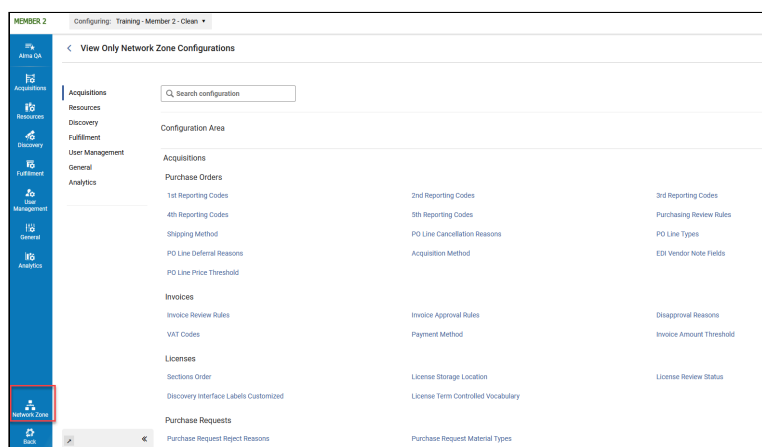 MEMBER 2
Configuring: Training - Member 2 - Clean
Alma QA
Acquisitions
Resources
Discovery
Fulfillment
User Management
General
Analytics
Network Zone
Back
View Only Network Zone Configurations
Acquisitions
Resources
Discovery
Fulfillment
User Management
General
Analytics
Search configuration
Configuration Area
Acquisitions
Purchase Orders
1st Reporting Codes 2nd Reporting Codes 3rd Reporting Codes
4th Reporting Codes 5th Reporting Codes Purchasing Review Rules
Shipping Method PO Line Cancellation Reasons PO Line Types
PO Line Deferral Reasons Acquisition Method EDI Vendor Note Fields
PO Line Price Threshold
Invoices
Invoice Review Rules Invoice Approval Rules Disapproval Reasons
VAT Codes Payment Method Invoice Amount Threshold
Licenses
Sections Order License Storage Location License Review Status
Discovery Interface Labels Customized License Term Controlled Vocabulary
Purchase Requests
Purchase Request Reject Reasons Purchase Request Material Types